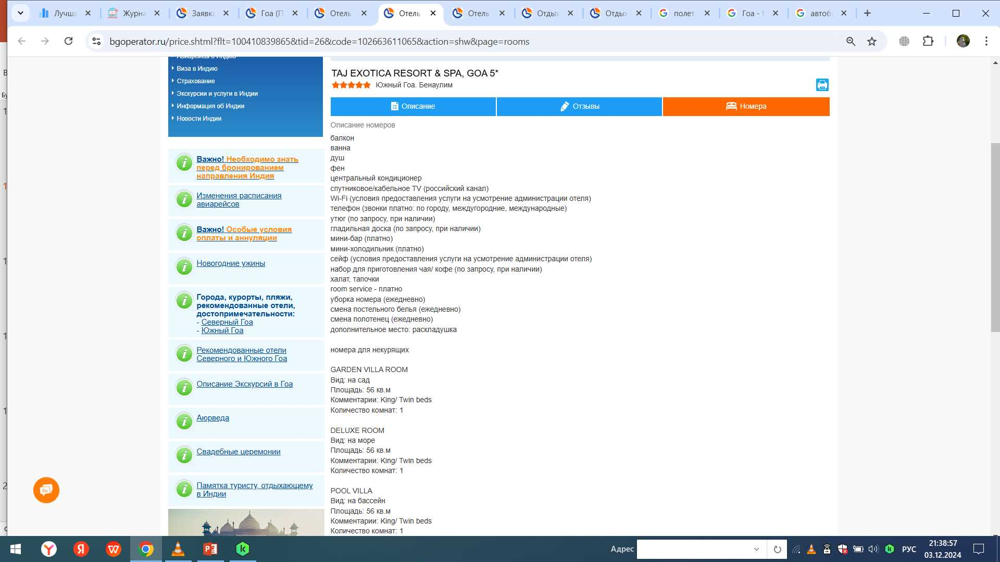 Лучша
Журна
Заявка
Гоа (П
Отель
Отель
Отель
Отдых
Отдых
полет
Гоа -
автобу
bgoperator.ru/price.shtml?flt=100410839865&tid=26&code=102663611065&action=shw&page=rooms
Авиарейсы в Индию
Виза в Индию
Страхование
Экскурсии и услуги в Индии
Информация об Индии
Новости Индии
Важно! Необходимо знать
перед бронированием
направления Индия
Изменения расписания
авиарейсов
Важно! Особые условия
оплаты и аннуляции
Новогодние ужины
Города, курорты, пляжи,
рекомендованные отели,
достопримечательности:
- Северный Гоа
- Южный Гоа
Рекомендованные отели
Северного и Южного Гоа
Описание Экскурсий в Гоа
Аюрведа
Свадебные церемонии
Памятка туристу, отдыхающему
в Индии
TAJ EXOTICA RESORT & SPA, GOA 5*
Южный Гоа. Бенаулим
Описание
Отзывы
Номера
Описание номеров
балкон
ванна
душ
фен
центральный кондиционер
спутниковое/кабельное TV (российский канал)
Wi-Fi (условия предоставления услуги на усмотрение администрации отеля)
телефон (звонки платно: по городу, междугородние, международные)
утюг (по запросу, при наличии)
гладильная доска (по запросу, при наличии)
мини-бар (платно)
мини-холодильник (платно)
сейф (условия предоставления услуги на усмотрение администрации отеля)
набор для приготовления чая/ кофе (по запросу, при наличии)
халат, тапочки
room service - платно
уборка номера (ежедневно)
смена постельного белья (ежедневно)
смена полотенец (ежедневно)
дополнительное место: раскладушка
номера для некурящих
GARDEN VILLA ROOM
Вид: на сад
Площадь: 56 кв.м
Комментарии: King/ Twin beds
Количество комнат: 1
DELUXE ROOM
Вид: на море
Площадь: 56 кв.м
Комментарии: King/ Twin beds
Количество комнат: 1
POOL VILLA
Вид: на бассейн
Площадь: 56 кв.м
Комментарии: King/ Twin beds
Количество комнат: 1
Адрес
РУС
21:38:57
03.12.2024